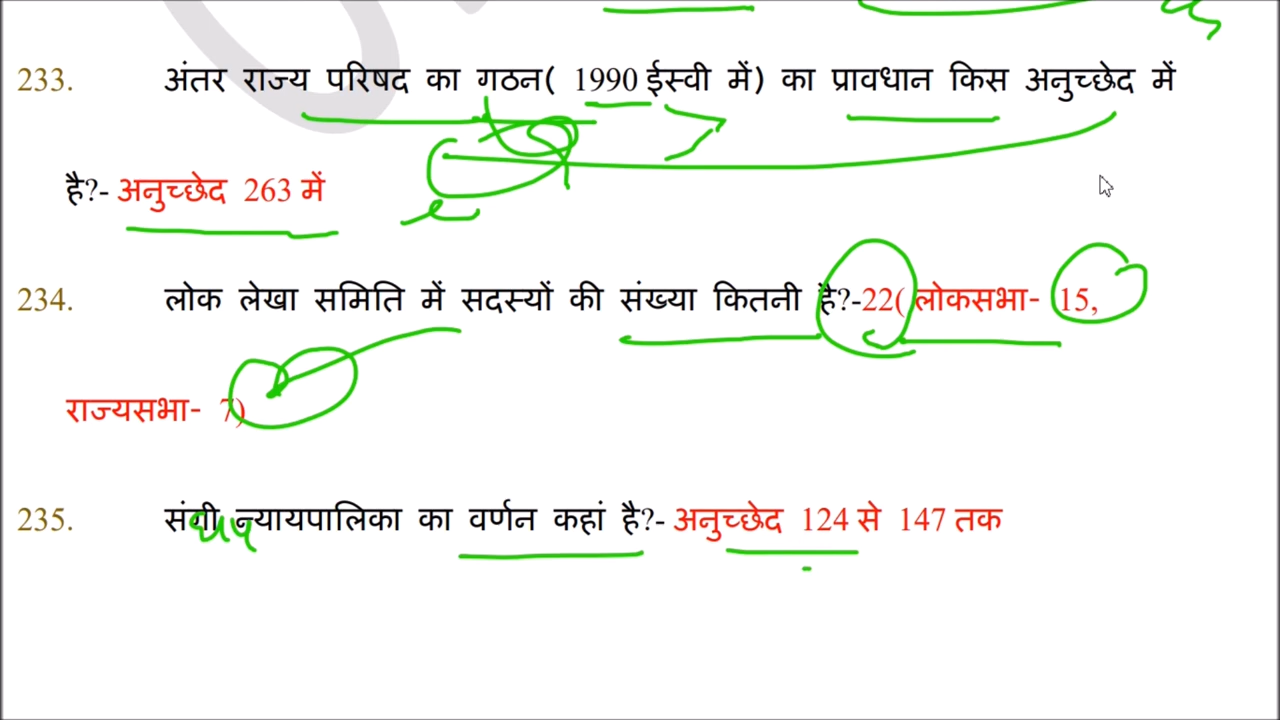 233. अंतर राज्य परिषद का गठन( 1990 ईस्वी में) का प्रावधान किस अनुच्छेद में
है?- अनुच्छेद 263 में
234. लोक लेखा समिति में सदस्यों की संख्या कितनी है?-22( लोकसभा- 15,
राज्यसभा- 7)
235. संगी न्यायपालिका का वर्णन कहां है?- अनुच्छेद 124 से 147 तक